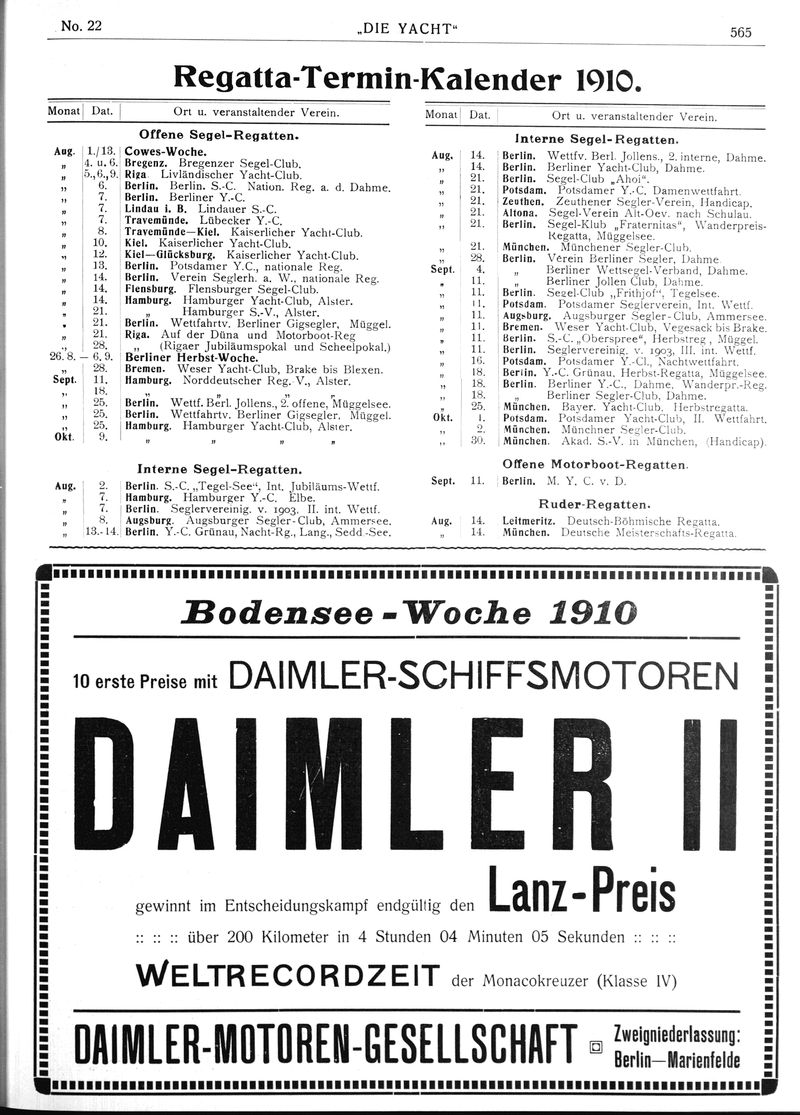 No. 22
„DIE YACHT“
565
Regatta-Termin-Kalender 1910.
Monat Dat. Ort u. veranstaltender Verein.
Offene Segel-Regatten.
Aug. 1./13. Cowes-Woche.
„ 4. u. 6. Bregenz. Bregenzer Segel-Club.
„ 5.,6.,9. Riga Livländischer Yacht-Club.
„ 6. Berlin. Berlin. S.-C. Nation. Reg. a. d. Dahme.
„ 7. Berlin. Berliner Y.-C.
„ 7. Lindau i. B. Lindauer S.-C.
„ 7. Travemünde. Lübecker Y.-C.
„ 8. Travemünde—Kiel. Kaiserlicher Yacht-Club.
„ 10. Kiel. Kaiserlicher Yacht-Club.
„ 12. Kiel—Glücksburg. Kaiserlicher Yacht-Club.
„ 13. Berlin. Potsdamer Y.C., nationale Reg.
„ 14. Berlin. Verein Seglerh. a. W., nationale Reg.
„ 14. Flensburg. Flensburger Segel-Club.
„ 14. Hamburg. Hamburger Yacht-Club, Alster.
„ 21. „ Hamburger S.-V., Alster.
„ 21. Berlin. Wettfahrtv. Berliner Gigsegler, Müggel.
„ 21. Riga. Auf der Düna und Motorboot-Reg
„ 28. „ (Rigaer Jubiläumspokal und Scheelpokal.)
26. 8. — 6. 9. Berliner Herbst-Woche.
„ 28. Bremen. Weser Yacht-Club, Brake bis Blexen.
Sept. 11. Hamburg. Norddeutscher Reg. V., Alster.
„ 18. „ „ „ „
„ 25. Berlin. Wettf. Berl. Jollens., 2. offene, Müggelsee.
„ 25. Berlin. Wettfahrtv. Berliner Gigsegler, Müggel.
„ 25. Hamburg. Hamburger Yacht-Club, Alster.
Okt. 9. „ „ „ „
Interne Segel-Regatten.
Aug. 2. Berlin. S.-C. „Tegel-See“, Int. Jubiläums-Wettf.
„ 7. Hamburg. Hamburger Y.-C. Elbe.
„ 7. Berlin. Seglervereinig. v. 1903. II. int. Wettf.
„ 8. Augsburg. Augsburger Segler-Club, Ammersee.
„ 13.-14. Berlin. Y.-C. Grünau, Nacht-Rg., Lang., Sedd.-See.
Monat Dat. Ort u. veranstaltender Verein.
Interne Segel-Regatten.
Aug. 14. Berlin. Wettfv. Berl. Jollens., 2. interne, Dahme.
„ 14. Berlin. Berliner Yacht-Club, Dahme.
„ 21. Berlin. Segel-Club „Ahoi“.
„ 21. Potsdam. Potsdamer Y.-C. Damenwettfahrt.
„ 21. Zeuthen. Zeuthener Segler-Verein, Handicap.
„ 21. Altona. Segel-Verein Alt-Oev. nach Schulau.
„ 21. Berlin. Segel-Klub „Fraternitas“, Wanderpreis-
Regatta, Müggelsee.
„ 21. München. Münchener Segler-Club.
„ 28. Berlin. Verein Berliner Segler, Dahme
Sept. 4. „ Berliner Wettsegel-Verband, Dahme.
„ 11. „ Berliner Jollen Club, Dahme.
„ 11. Berlin. Segel-Club „Frithjof“, Tegelsee.
„ 11. Potsdam. Potsdamer Seglerverein, Int. Wettf.
„ 11. Augsburg. Augsburger Segler-Club, Ammersee.
„ 11. Bremen. Weser Yacht-Club, Vegesack bis Brake.
„ 11. Berlin. S.-C. „Oberspree“, Herbstreg, Müggel.
„ 11. Berlin. Seglervereinig. v. 1903, III. int. Wettf.
„ 16. Potsdam. Potsdamer Y.-Cl., Nachtwettfahrt.
„ 18. Berlin. Y.-C. Grünau. Herbst-Regatta, Müggelsee.
„ 18. Berlin. Berliner Y.-C., Dahme. Wanderpr.-Reg.
„ 18. „ Berliner Segler-Club, Dahme.
„ 25. München. Bayer. Yacht-Club. Herbstregatta.
Okt. 1. Potsdam. Potsdamer Yacht-Club, II. Wettfahrt.
„ 2. München. Münchner Segler-Club.
„ 30. München. Akad. S.-V. in München, (Handicap).
Offene Motorboot-Regatten.
Sept. 11. Berlin. M. Y. C. v. D.
Ruder-Regatten.
Aug. 14. Leitmeritz. Deutsch-Böhmische Regatta.
„ 14. München. Deutsche Meisterschafts-Regatta.
Bodensee-Woche 1910
10 erste Preise mit DAIMLER-SCHIFFSMOTOREN
DAIMLER II
gewinnt im Entscheidungskampf endgültig den Lanz-Preis
:: :: :: über 200 Kilometer in 4 Stunden 04 Minuten 05 Sekunden :: :: ::
WELTRECORDZEIT der Monacokreuzer (Klasse IV)
DAIMLER-MOTOREN-GESELLSCHAFT
Zweigniederlassung:
Berlin—Marienfelde